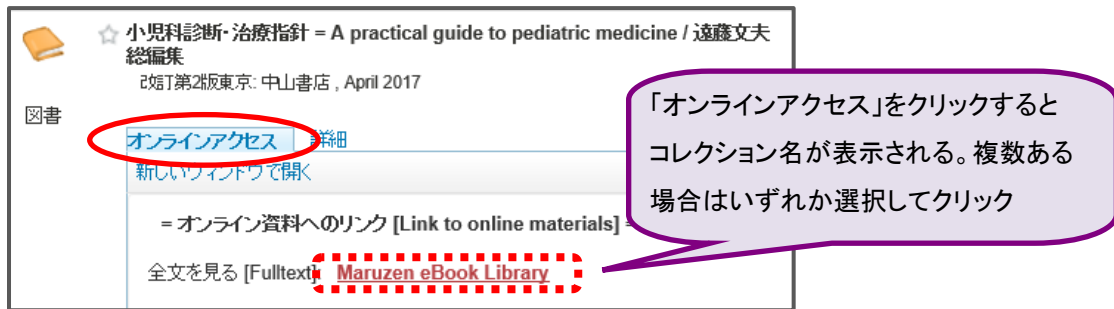 小児科診断・治療指針 = A practical guide to pediatric medicine / 遠藤文夫
総編集
改訂第2版東京: 中山書店 , April 2017
図書
オンラインアクセス 詳細
新しいウィンドウで開く
= オンライン資料へのリンク [Link to online materials] =
全文を見る [Fulltext] Maruzen eBook Library
「オンラインアクセス」をクリックすると
コレクション名が表示される。複数ある
場合はいずれか選択してクリック